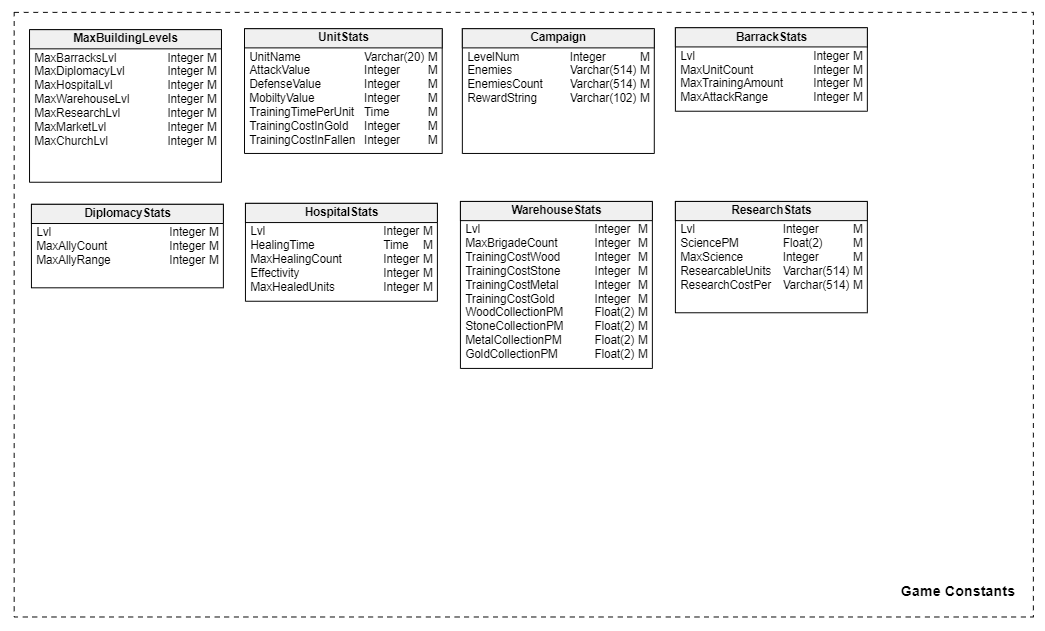 MaxBuildingLevels
MaxBarracksLvl Integer M
MaxDiplomacyLvl Integer M
MaxHospitalLvl Integer M
MaxWarehouseLvl Integer M
MaxResearchLvl Integer M
MaxMarketLvl Integer M
MaxChurchLvl Integer M
UnitStats
UnitName Varchar(20) M
AttackValue Integer M
DefenseValue Integer M
MobiltyValue Integer M
TrainingTimePerUnit Time M
TrainingCostInGold Integer M
TrainingCostInFallen Integer M
Campaign
LevelNum Integer M
Enemies Varchar(514) M
EnemiesCount Varchar(514) M
RewardString Varchar(102) M
BarrackStats
Lvl Integer M
MaxUnitCount Integer M
MaxTrainingAmount Integer M
MaxAttackRange Integer M
DiplomacyStats
Lvl Integer M
MaxAllyCount Integer M
MaxAllyRange Integer M
HospitalStats
Lvl Integer M
HealingTime Time M
MaxHealingCount Integer M
Effectivity Integer M
MaxHealedUnits Integer M
WarehouseStats
Lvl Integer M
MaxBrigadeCount Integer M
TrainingCostWood Integer M
TrainingCostStone Integer M
TrainingCostMetal Integer M
TrainingCostGold Integer M
WoodCollectionPM Float(2) M
StoneCollectionPM Float(2) M
MetalCollectionPM Float(2) M
GoldCollectionPM Float(2) M
ResearchStats
Lvl Integer M
SciencePM Float(2) M
MaxScience Integer M
ResearcableUnits Varchar(514) M
ResearchCostPer Varchar(514) M
Game Constants